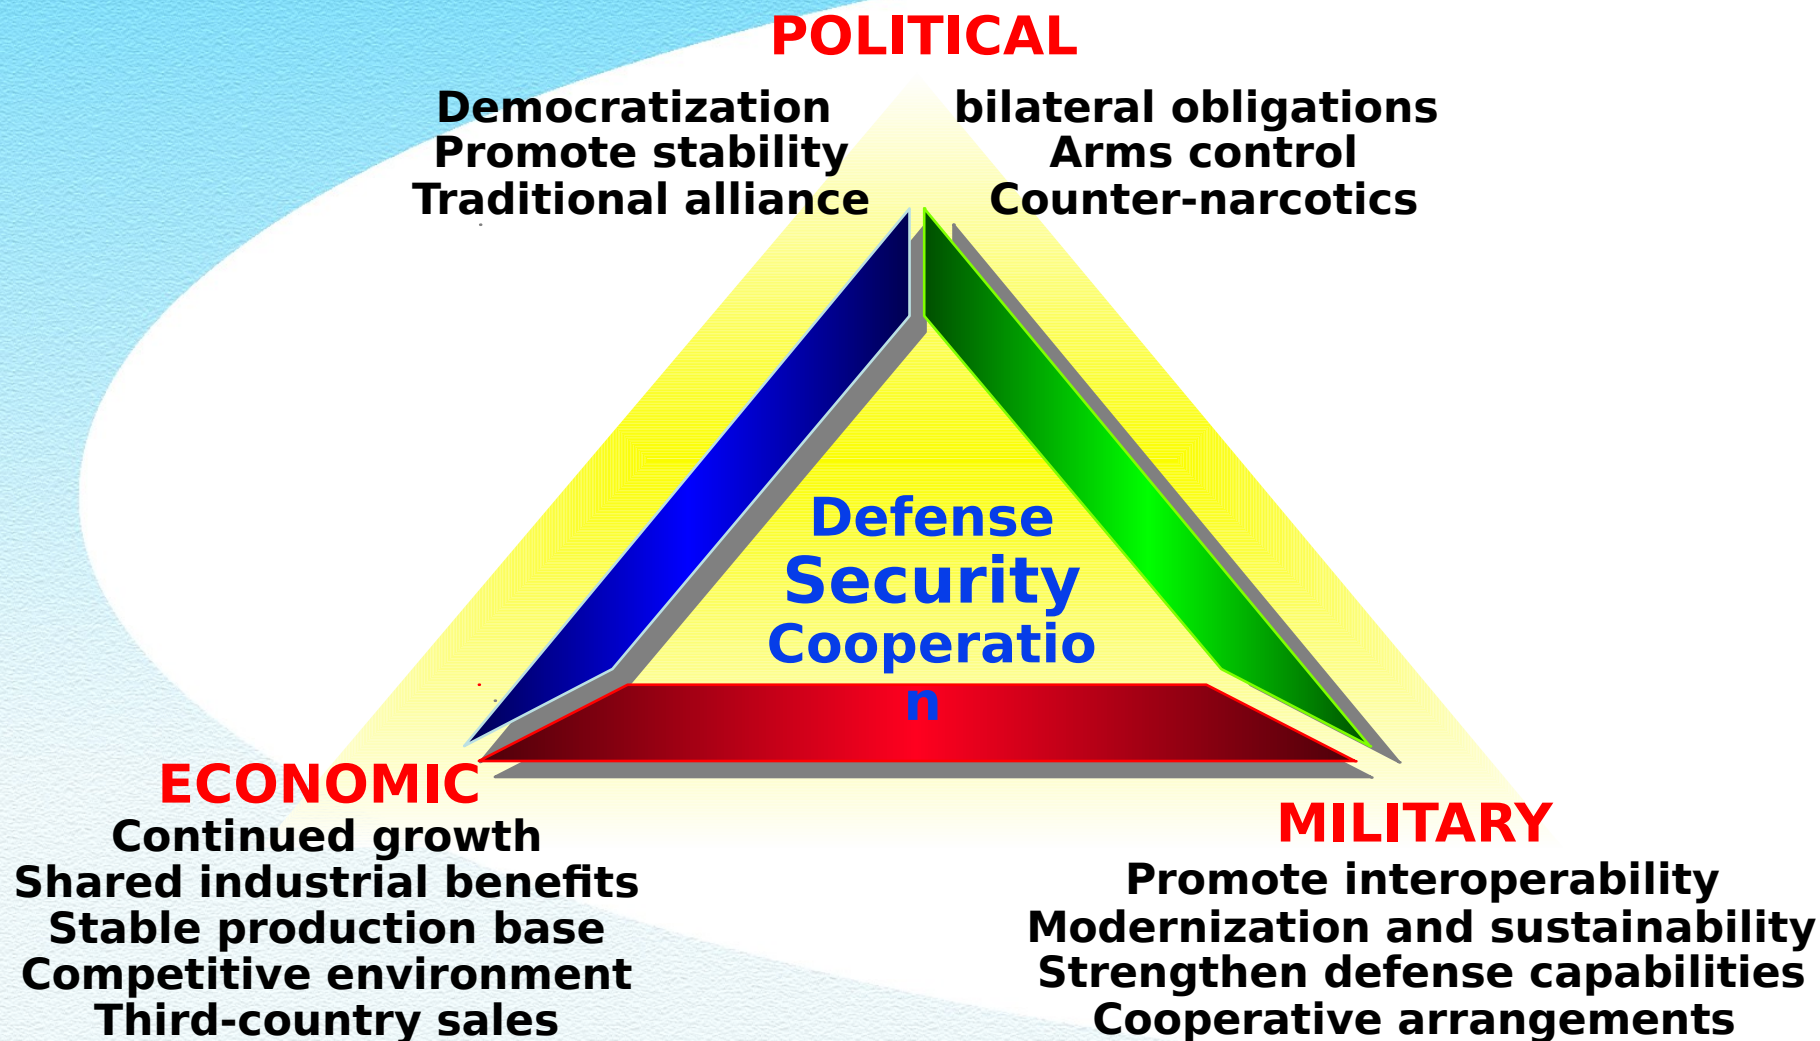 POLITICAL
Democratization
Promote stability
Traditional alliance
bilateral obligations
Arms control
Counter-narcotics
Defense
Security
Cooperatio
n
ECONOMIC
Continued growth
Shared industrial benefits
Stable production base
Competitive environment
Third-country sales
MILITARY
Promote interoperability
Modernization and sustainability
Strengthen defense capabilities
Cooperative arrangements